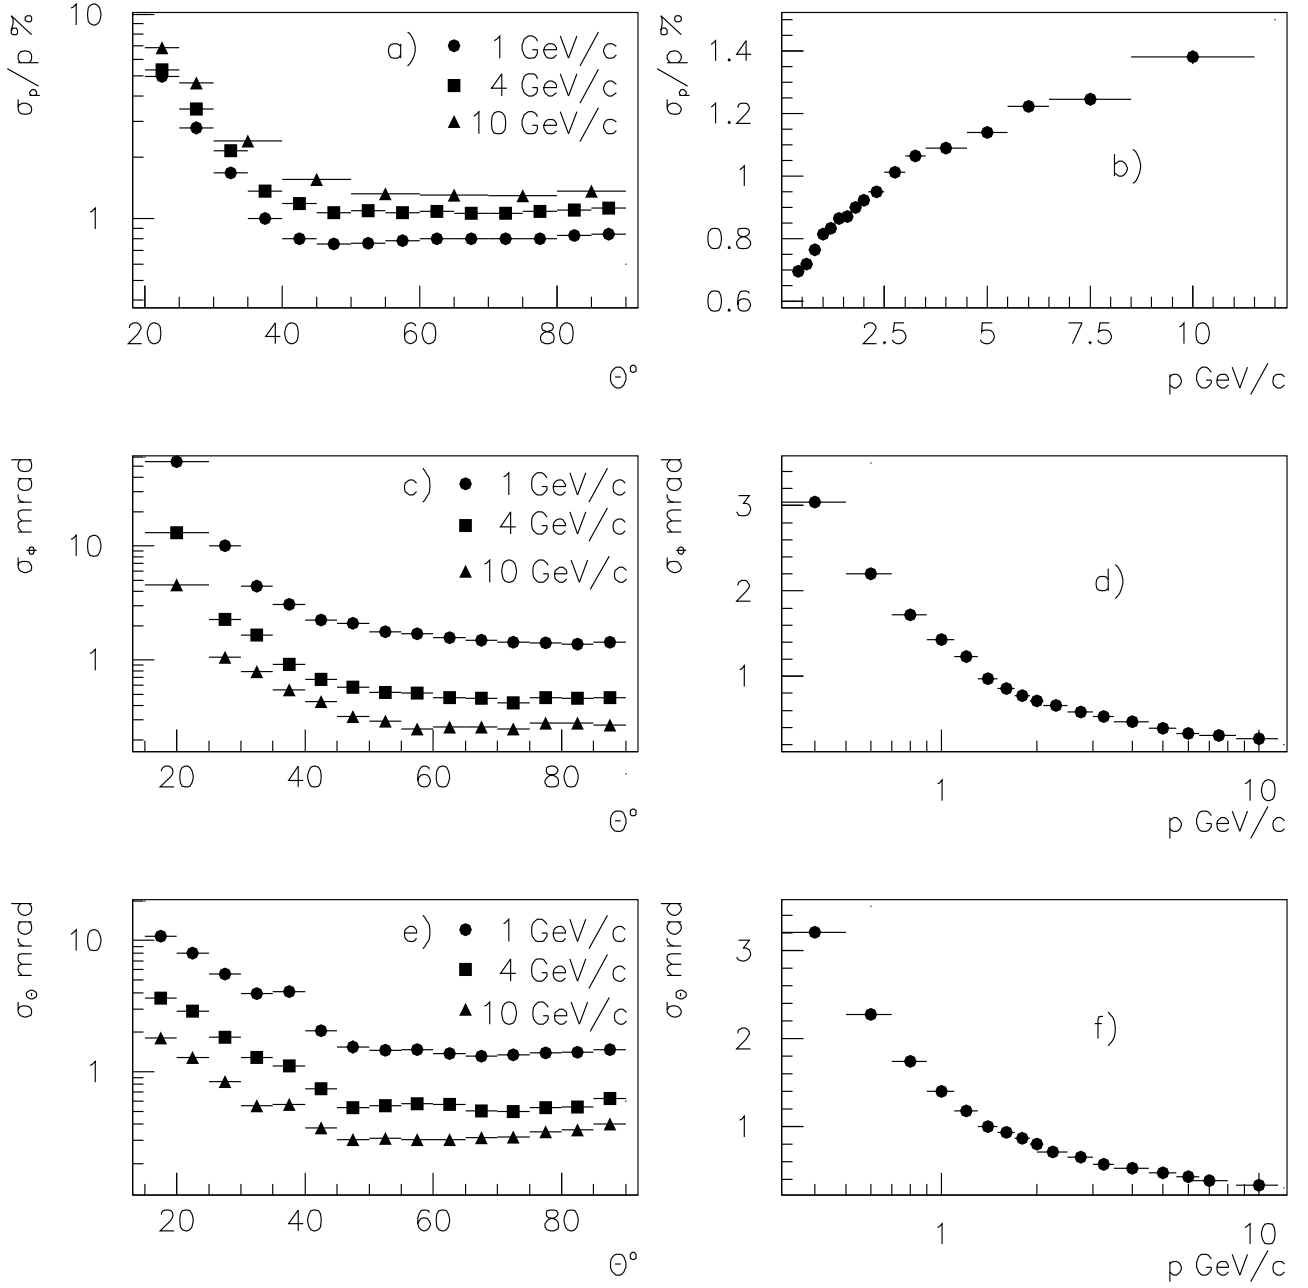 σp/p %
10
1
a)
1 GeV/c
4 GeV/c
10 GeV/c
20 40 60 80
Θ°
σp/p %
1.4
1.2
1
0.8
0.6
b)
2.5 5 7.5 10
p GeV/c
σϕ mrad
10
1
c)
1 GeV/c
4 GeV/c
10 GeV/c
20 40 60 80
Θ°
σϕ mrad
3
2
1
d)
1 10
p GeV/c
σΘ mrad
10
1
e)
1 GeV/c
4 GeV/c
10 GeV/c
20 40 60 80
Θ°
σΘ mrad
3
2
1
f)
1 10
p GeV/c